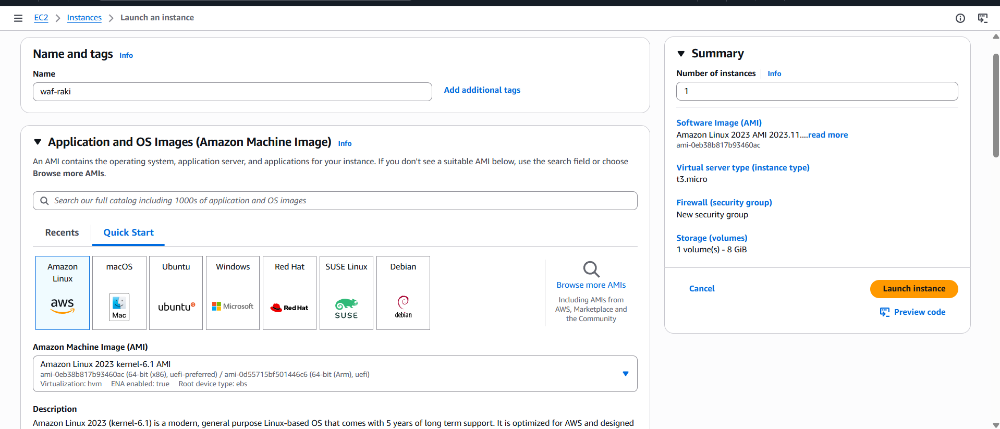 EC2 > Instances > Launch an instance
Name and tags Info
Name
waf-raki
Add additional tags
Application and OS Images (Amazon Machine Image) Info
An AMI contains the operating system, application server, and applications for your instance. If you don't see a suitable AMI below, use the search field or choose
Browse more AMIs.
Search our full catalog including 1000s of application and OS images
Recents
Quick Start
Amazon
Linux
aws
macOS
Mac
Ubuntu
ubuntu
Windows
Microsoft
Red Hat
Red Hat
SUSE Linux
SUSE
Debian
debian
Browse more AMIs
Including AMIs from
AWS, Marketplace and
the Community
Amazon Machine Image (AMI)
Amazon Linux 2023 kernel-6.1 AMI
ami-0eb38b817b93460ac (64-bit (x86), uefi-preferred) / ami-0d55715bf501446c6 (64-bit (Arm), uefi)
Virtualization: hvm ENA enabled: true Root device type: ebs
Description
Amazon Linux 2023 (kernel-6.1) is a modern, general purpose Linux-based OS that comes with 5 years of long term support. It is optimized for AWS and designed
Summary
Number of instances Info
1
Software Image (AMI)
Amazon Linux 2023 AMI 2023.11....read more
ami-0eb38b817b93460ac
Virtual server type (instance type)
t3.micro
Firewall (security group)
New security group
Storage (volumes)
1 volume(s) - 8 GiB
Cancel
Launch instance
Preview code